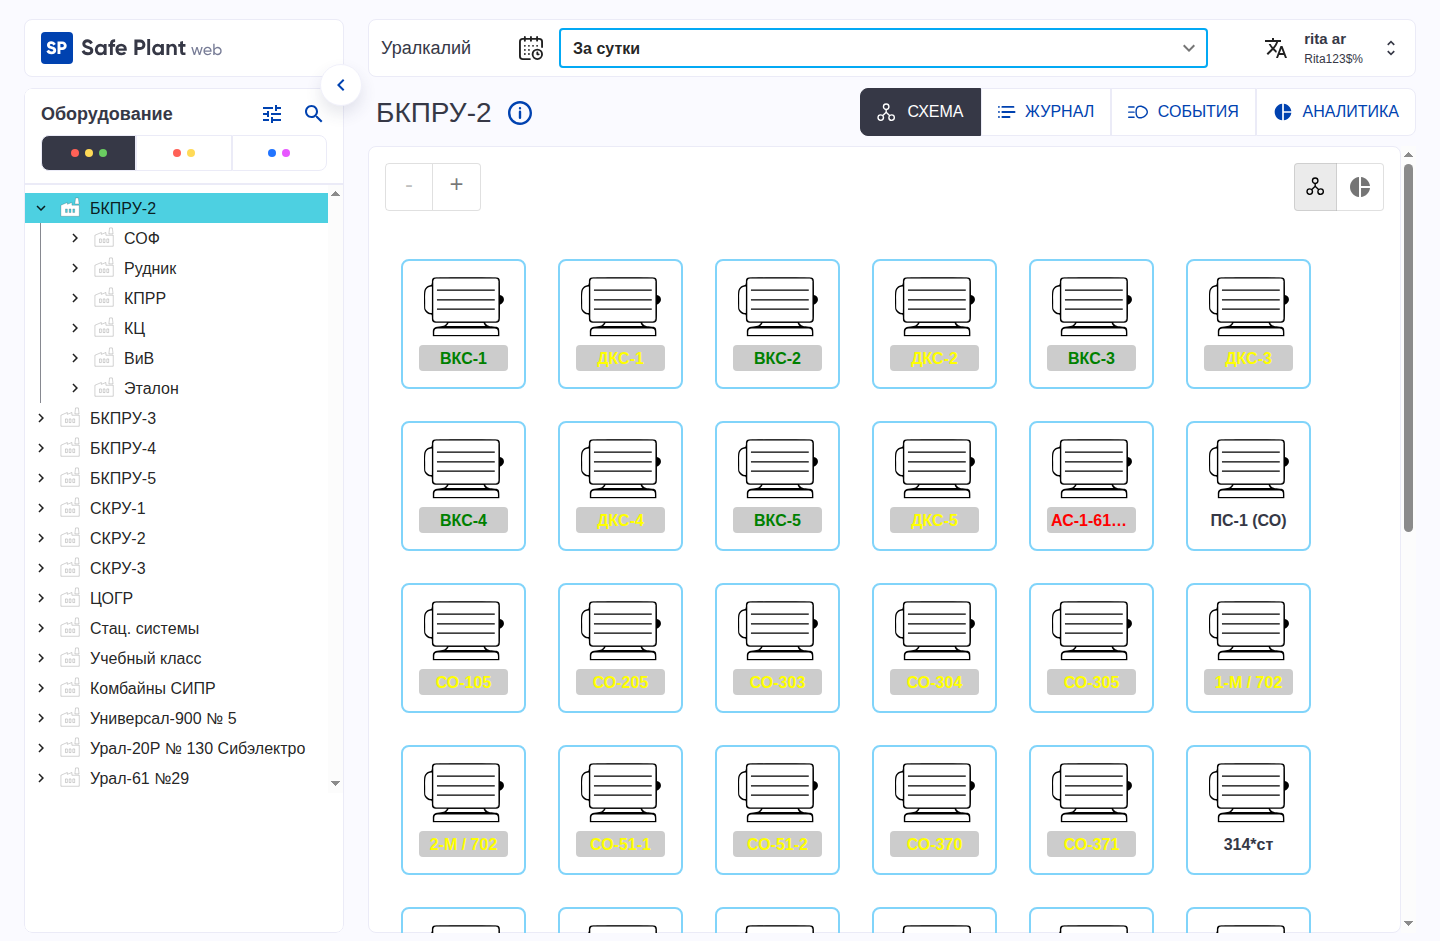 SP Safe Plant web
Уралкалий
За сутки
rita ar
Rita123$%
Оборудование
БКПРУ-2
СОФ
Рудник
КПРР
КЦ
ВиВ
Эталон
БКПРУ-3
БКПРУ-4
БКПРУ-5
СКРУ-1
СКРУ-2
СКРУ-3
ЦОГР
Стац. системы
Учебный класс
Комбайны СИПР
Универсал-900 № 5
Урал-20Р № 130 Сибэлектро
Урал-61 №29
БКПРУ-2
СХЕМА ЖУРНАЛ СОБЫТИЯ АНАЛИТИКА
- +
ВКС-1 ДКС-1 ВКС-2 ДКС-2 ВКС-3 ДКС-3
ВКС-4 ДКС-4 ВКС-5 ДКС-5 АС-1-61... ПС-1 (СО)
СО-105 СО-205 СО-303 СО-304 СО-305 1-М / 702
2-М / 702 СО-51-1 СО-51-2 СО-370 СО-371 314*ст